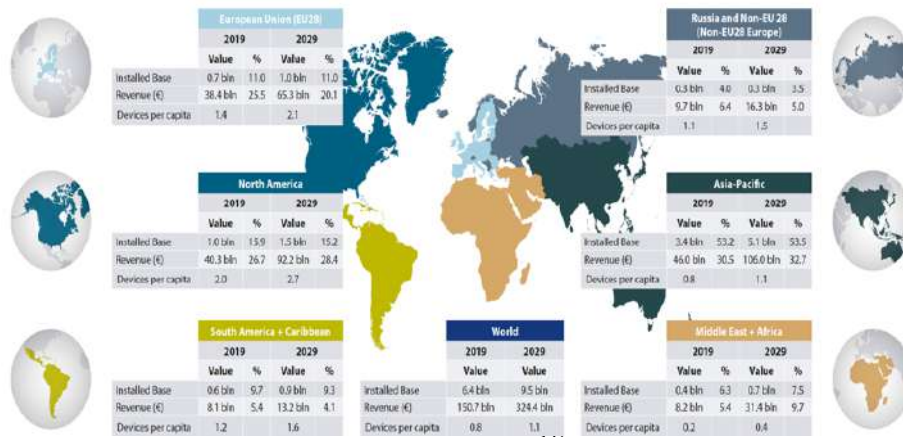 European Union (EU28)
2019 2029
Value % Value %
Installed Base 0.7 bln 11.0 1.0 bln 11.0
Revenue (€) 38.4 bln 25.5 65.3 bln 20.1
Devices per capita 1.4 2.1
Russia and Non-EU 28
(Non-EU28 Europe)
2019 2029
Value % Value %
Installed Base 0.3 bln 4.0 0.3 bln 3.5
Revenue (€) 9.7 bln 6.4 16.3 bln 5.0
Devices per capita 1.1 1.5
North America
2019 2029
Value % Value %
Installed Base 1.0 bln 15.9 1.5 bln 15.2
Revenue (€) 40.3 bln 26.7 92.2 bln 28.4
Devices per capita 2.0 2.7
Asia-Pacific
2019 2029
Value % Value %
Installed Base 3.4 bln 53.2 5.1 bln 53.5
Revenue (€) 46.0 bln 30.5 106.0 bln 32.7
Devices per capita 0.8 1.1
South America + Caribbean
2019 2029
Value % Value %
Installed Base 0.6 bln 9.7 0.9 bln 9.3
Revenue (€) 8.1 bln 5.4 13.2 bln 4.1
Devices per capita 1.2 1.6
World
2019 2029
Value Value
Installed Base 6.4 bln 9.5 bln
Revenue (€) 150.7 bln 324.4 bln
Devices per capita 0.8 1.1
Middle East + Africa
2019 2029
Value % Value %
Installed Base 0.4 bln 6.3 0.7 bln 7.5
Revenue (€) 8.2 bln 5.4 31.4 bln 9.7
Devices per capita 0.2 0.4